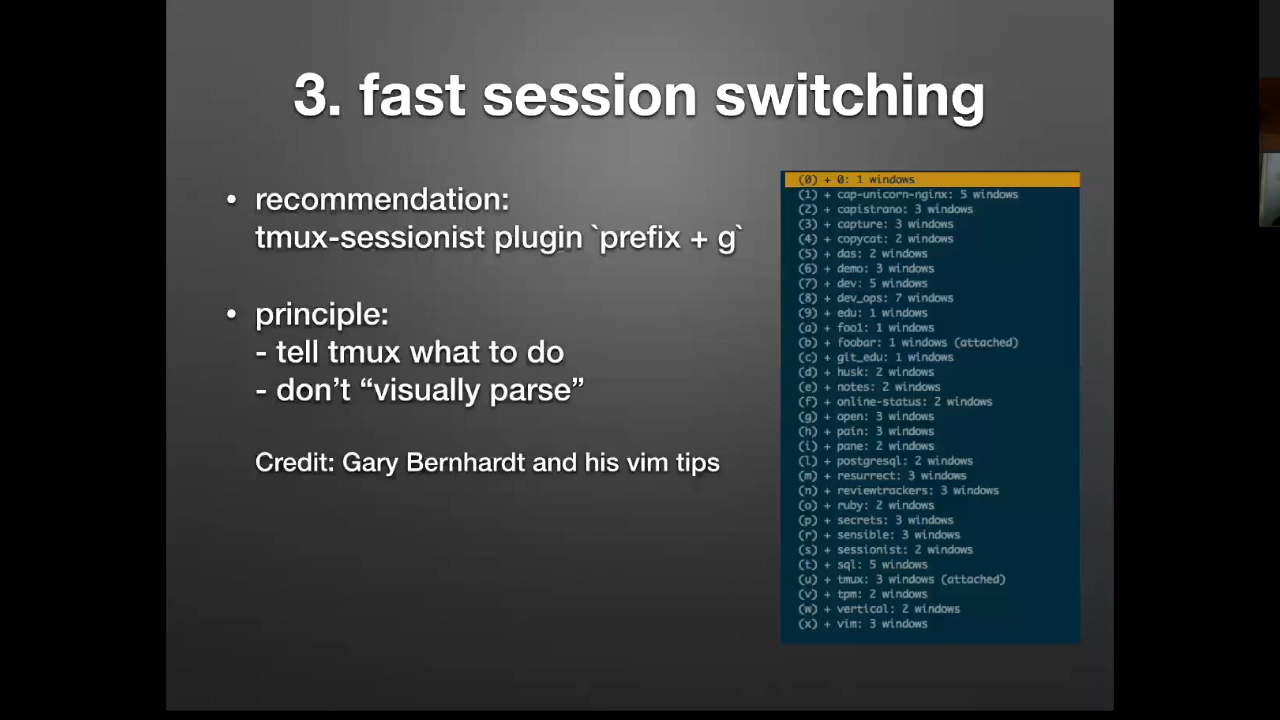 3. fast session switching
• recommendation:
tmux-sessionist plugin `prefix + g`
• principle:
- tell tmux what to do
- don’t “visually parse”
Credit: Gary Bernhardt and his vim tips
(0) + 0: 1 windows
(1) + cap-unicorn-nginx: 5 windows
(2) + capistrano: 3 windows
(3) + capture: 3 windows
(4) + copycat: 2 windows
(5) + das: 2 windows
(6) + demo: 3 windows
(7) + dev: 5 windows
(8) + dev_ops: 7 windows
(9) + edu: 1 windows
(a) + foo1: 1 windows
(b) + foobar: 1 windows (attached)
(c) + git_edu: 1 windows
(d) + husk: 2 windows
(e) + notes: 2 windows
(f) + online-status: 2 windows
(g) + open: 3 windows
(h) + pain: 3 windows
(i) + pane: 2 windows
(l) + postgresql: 2 windows
(m) + resurrect: 3 windows
(n) + reviewtrackers: 3 windows
(o) + ruby: 2 windows
(p) + secrets: 3 windows
(r) + sensible: 3 windows
(s) + sessionist: 2 windows
(t) + sql: 5 windows
(u) + tmux: 3 windows (attached)
(v) + tpm: 2 windows
(w) + vertical: 2 windows
(x) + vim: 3 windows